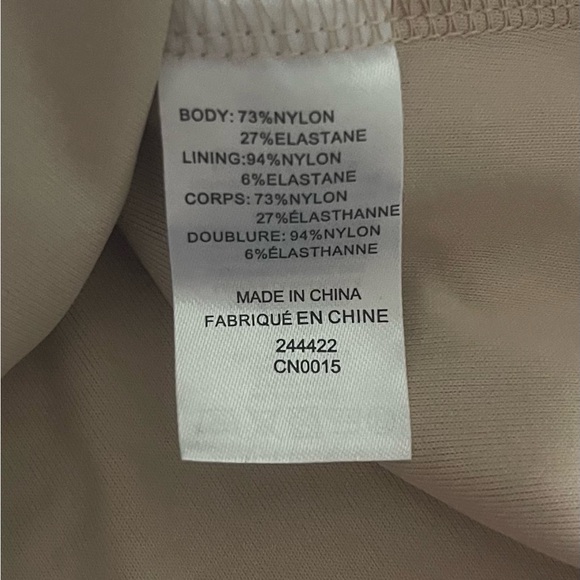 BODY: 73%NYLON
27%ELASTANE
LINING:94%NYLON
6%ELASTANE
CORPS: 73%NYLON
27%ÉLASTHANNE
DOUBLURE: 94%NYLON
6%ÉLASTHANNE
MADE IN CHINA
FABRIQUÉ EN CHINE
244422
CN0015